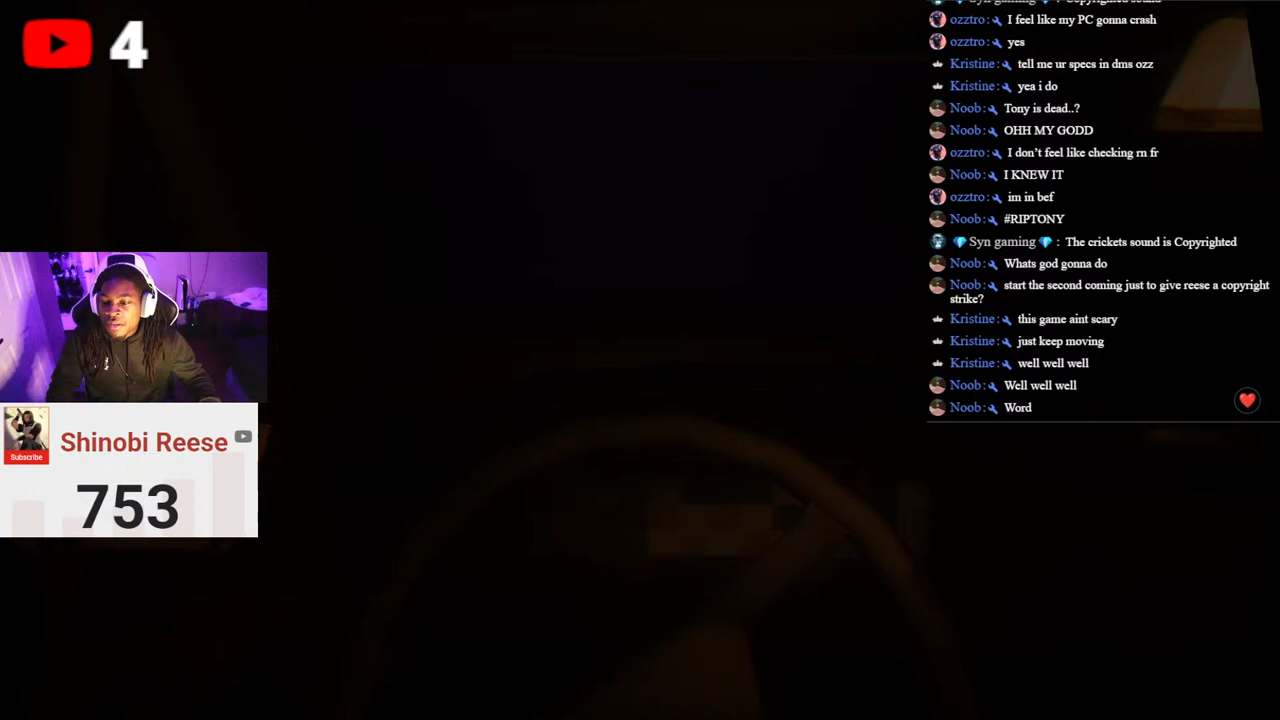 4
ozztro: I feel like my PC gonna crash
ozztro: yes
Kristine: tell me ur specs in dms ozz
Kristine: yea i do
Noob: Tony is dead..?
Noob: OHH MY GODD
ozztro: I don't feel like checking rn fr
Noob: I KNEW IT
ozztro: im in bef
Noob: #RIPTONY
💎 Syn gaming 💎 : The crickets sound is Copyrighted
Noob: Whats god gonna do
Noob: start the second coming just to give reese a copyright
strike?
Kristine: this game aint scary
Kristine: just keep moving
Kristine: well well well
Noob: Well well well
Noob: Word
Shinobi Reese
Subscribe
753